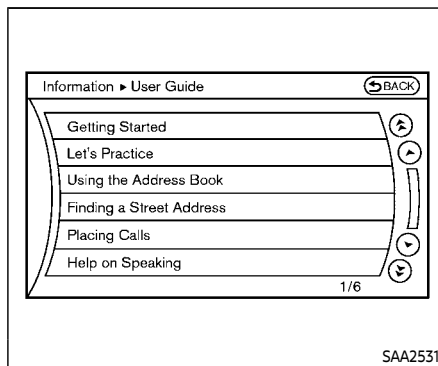 Information ▸ User Guide
BACK
Getting Started
Let's Practice
Using the Address Book
Finding a Street Address
Placing Calls
Help on Speaking
1/6
SAA2531